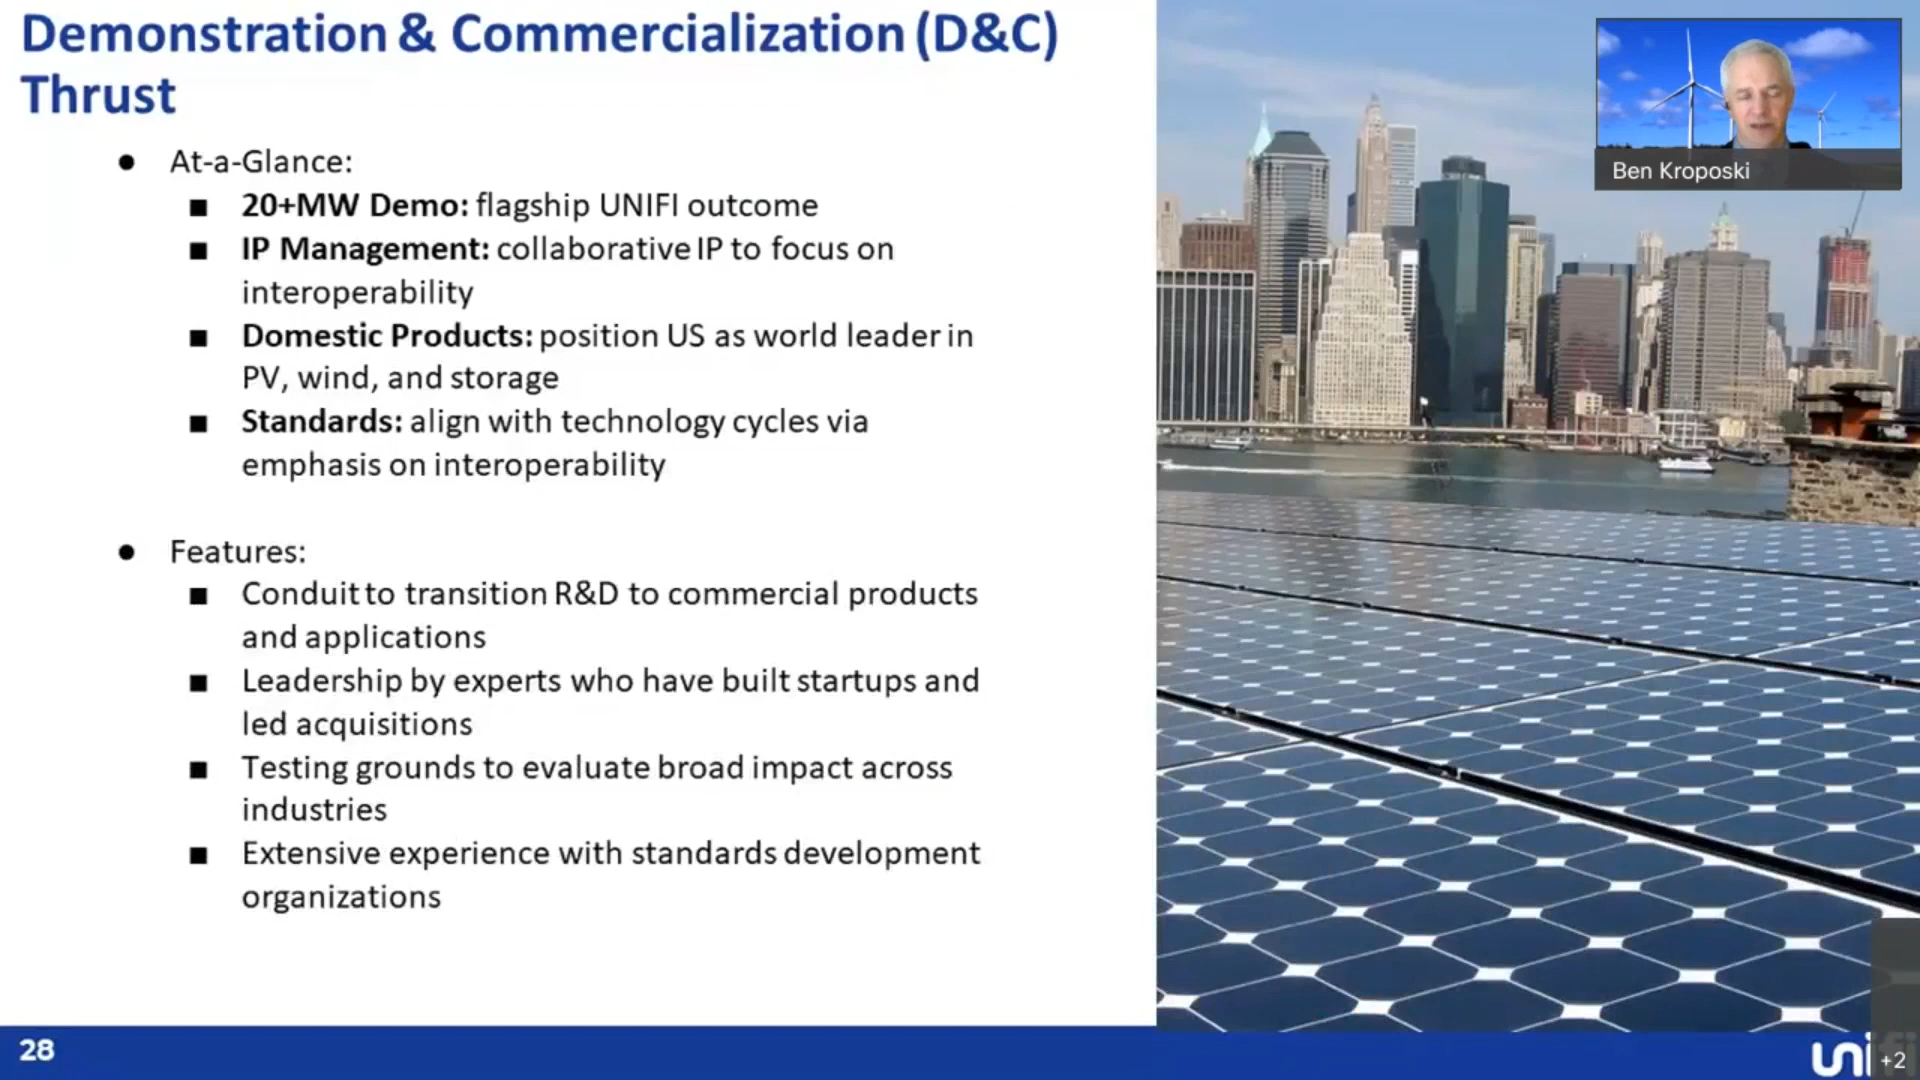 Demonstration & Commercialization (D&C)
Thrust
Ben Kroposki
● At-a-Glance:
■ 20+MW Demo: flagship UNIFI outcome
■ IP Management: collaborative IP to focus on
interoperability
■ Domestic Products: position US as world leader in
PV, wind, and storage
■ Standards: align with technology cycles via
emphasis on interoperability
● Features:
■ Conduit to transition R&D to commercial products
and applications
■ Leadership by experts who have built startups and
led acquisitions
■ Testing grounds to evaluate broad impact across
industries
■ Extensive experience with standards development
organizations
28
unifi
+2